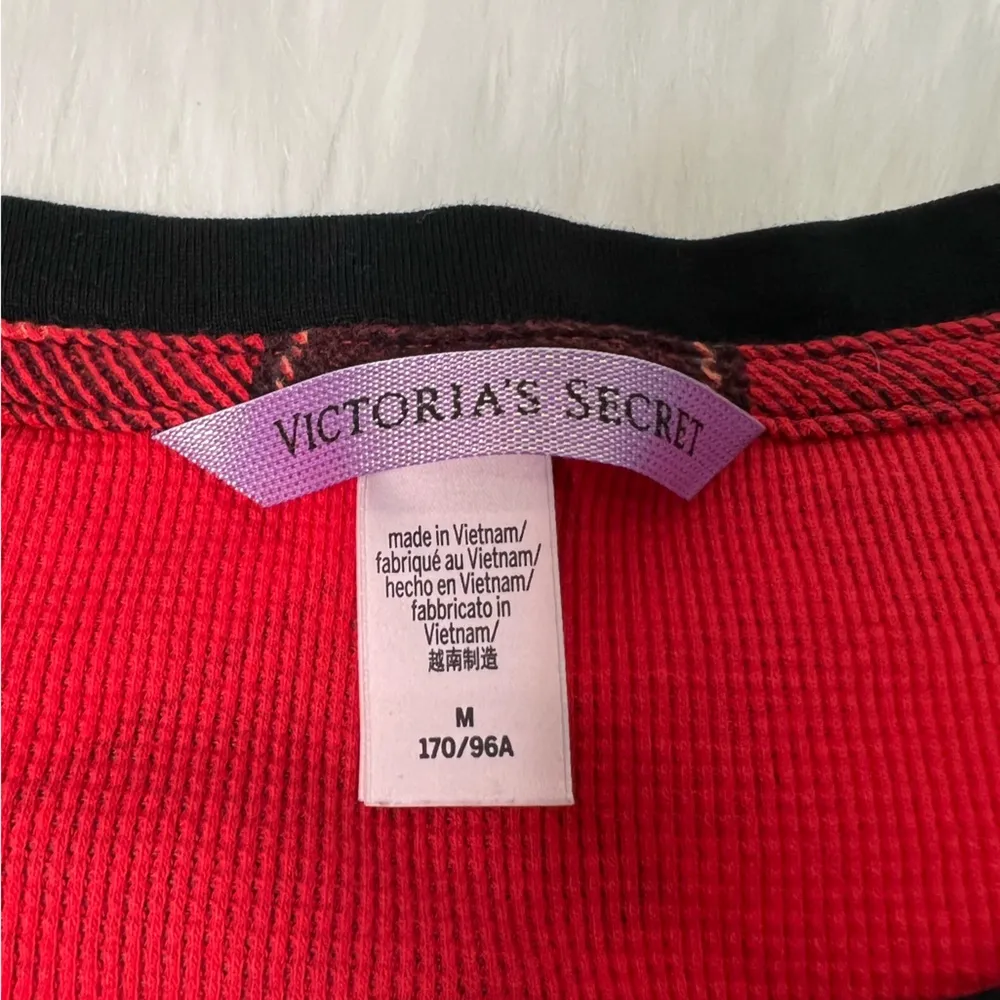 VICTORIA'S SECRET
made in Vietnam/
fabriqué au Vietnam/
hecho en Vietnam/
fabbricato in
Vietnam/
越南制造
M
170/96A